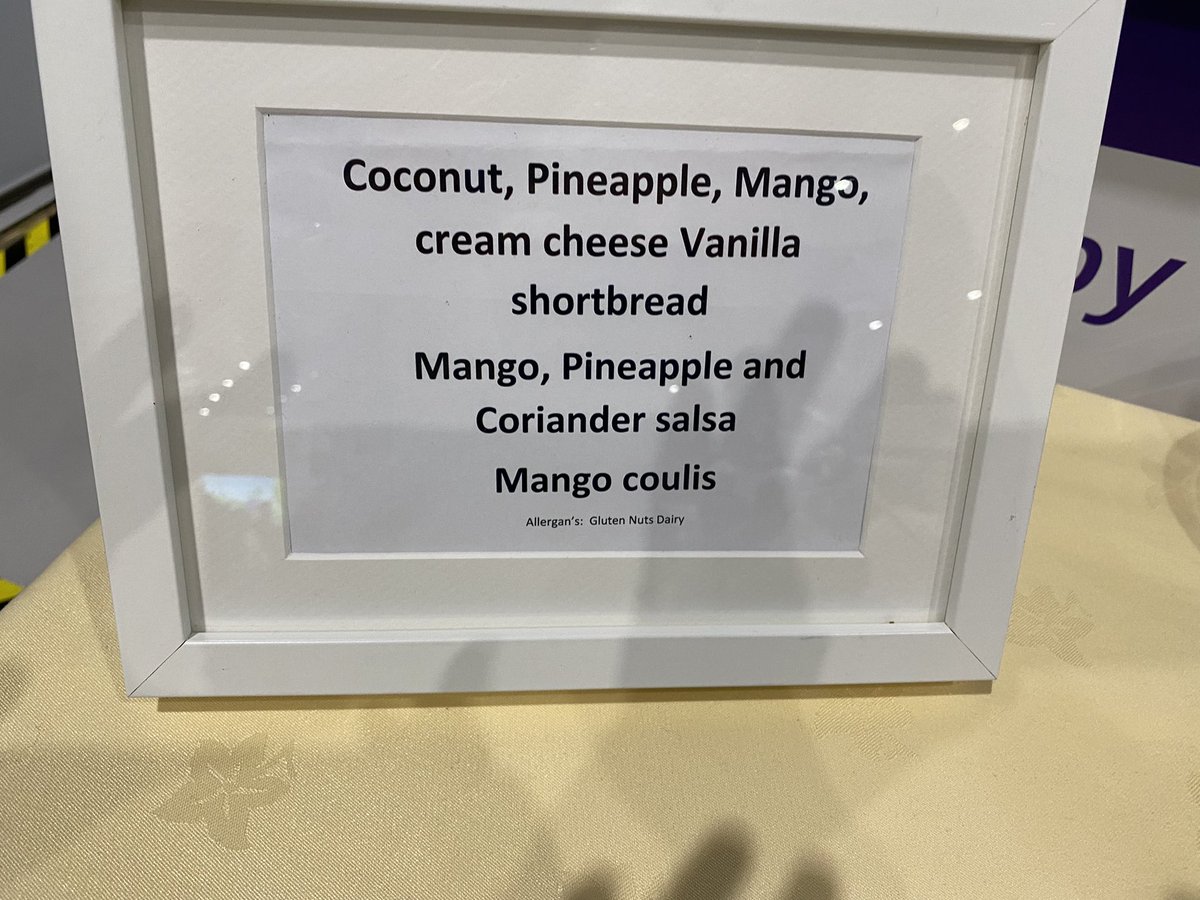 Coconut, Pineapple, Mango,
cream cheese Vanilla
shortbread
Mango, Pineapple and
Coriander salsa
Mango coulis
Allergan's: Gluten Nuts Dairy